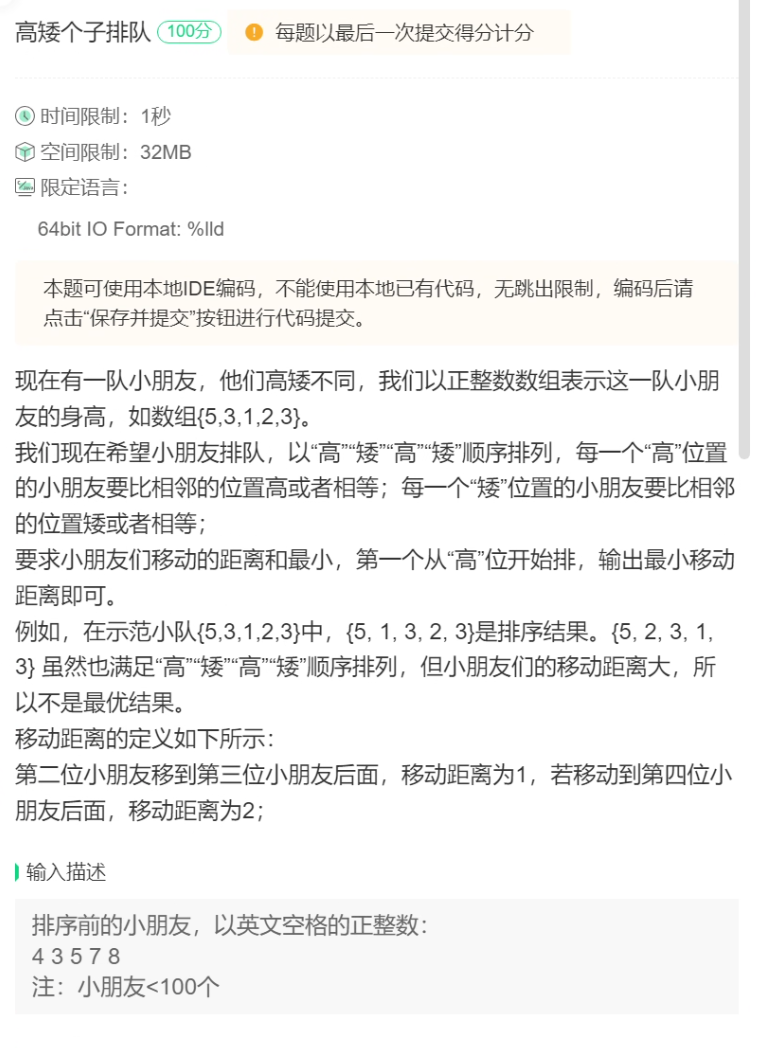 高矮个子排队 100分 每题以最后一次提交得分计分
时间限制：1秒
空间限制：32MB
限定语言：
64bit IO Format: %lld
本题可使用本地IDE编码，不能使用本地已有代码，无跳出限制，编码后请
点击“保存并提交”按钮进行代码提交。
现在有一队小朋友，他们高矮不同，我们以正整数数组表示这一队小朋
友的身高，如数组{5,3,1,2,3}。
我们现在希望小朋友排队，以“高”“矮”“高”“矮”顺序排列，每一个“高”位置
的小朋友要比相邻的位置高或者相等；每一个“矮”位置的小朋友要比相邻
的位置矮或者相等；
要求小朋友们移动的距离和最小，第一个从“高”位开始排，输出最小移动
距离即可。
例如，在示范小队{5,3,1,2,3}中，{5, 1, 3, 2, 3}是排序结果。{5, 2, 3, 1,
3} 虽然也满足“高”“矮”“高”“矮”顺序排列，但小朋友们的移动距离大，所
以不是最优结果。
移动距离的定义如下所示：
第二位小朋友移到第三位小朋友后面，移动距离为1，若移动到第四位小
朋友后面，移动距离为2；
输入描述
排序前的小朋友，以英文空格的正整数：
4 3 5 7 8
注：小朋友<100个